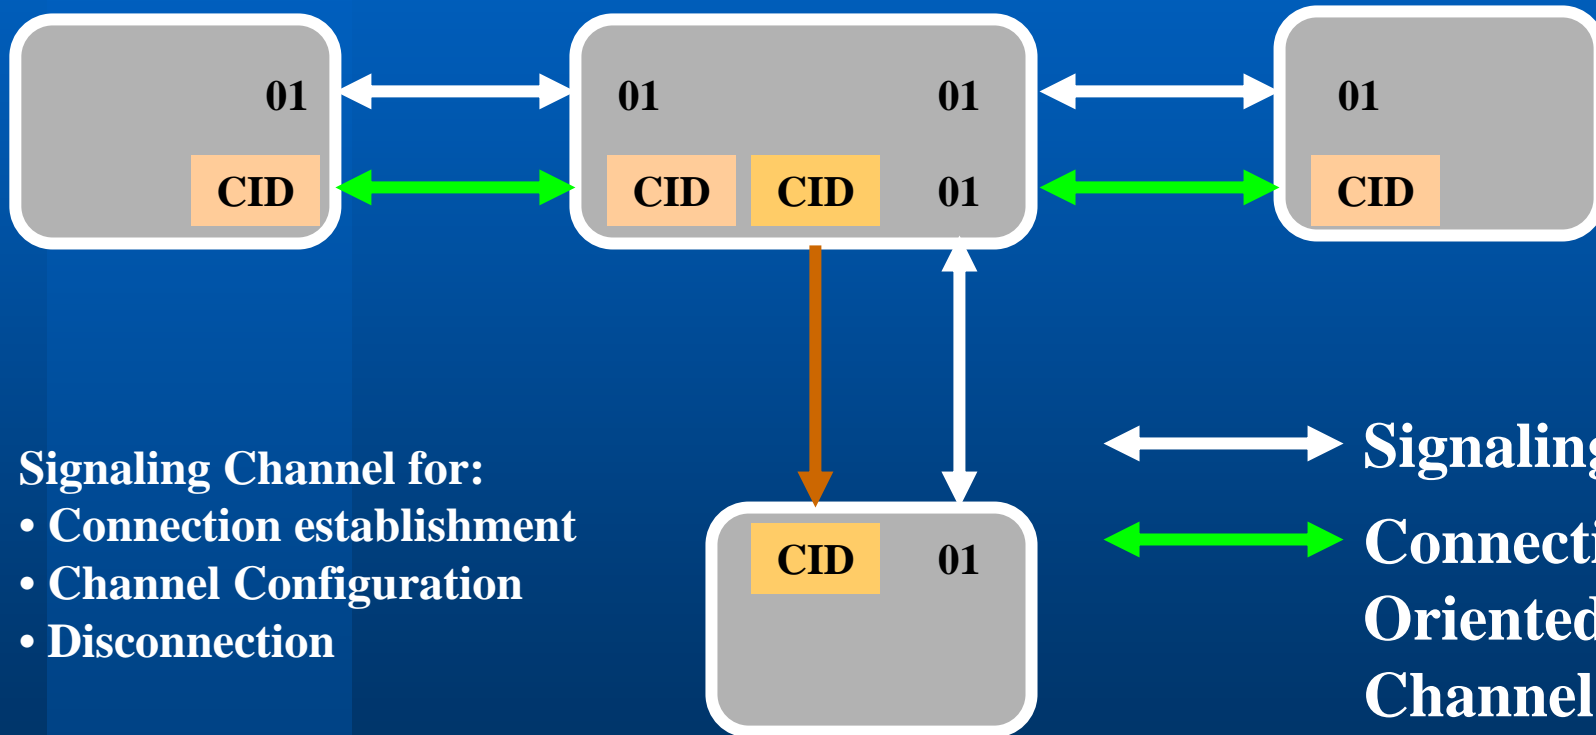 01
01
01
01
CID
CID
CID
01
CID
Signaling
Signaling Channel for:
• Connection establishment
• Channel Configuration
• Disconnection
CID
01
Oriented
Channel